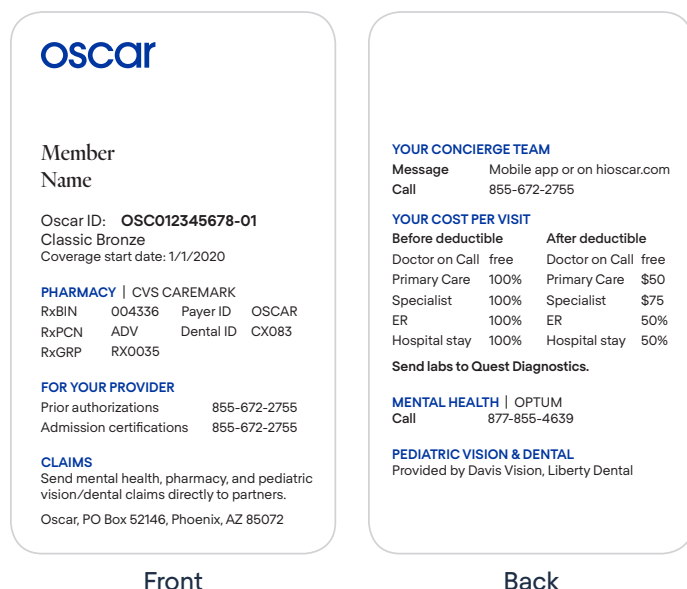 oscar
Member
Name
Oscar ID: OSC012345678-01
Classic Bronze
Coverage start date: 1/1/2020
PHARMACY | CVS CAREMARK
RxBIN 004336 Payer ID OSCAR
RxPCN ADV Dental ID CX083
RxGRP RX0035
FOR YOUR PROVIDER
Prior authorizations 855-672-2755
Admission certifications 855-672-2755
CLAIMS
Send mental health, pharmacy, and pediatric
vision/dental claims directly to partners.
Oscar, PO Box 52146, Phoenix, AZ 85072
Front
YOUR CONCIERGE TEAM
Message Mobile app or on hioscar.com
Call 855-672-2755
YOUR COST PER VISIT
Before deductible After deductible
Doctor on Call free Doctor on Call free
Primary Care 100% Primary Care $50
Specialist 100% Specialist $75
ER 100% ER 50%
Hospital stay 100% Hospital stay 50%
Send labs to Quest Diagnostics.
MENTAL HEALTH | OPTUM
Call 877-855-4639
PEDIATRIC VISION & DENTAL
Provided by Davis Vision, Liberty Dental
Back